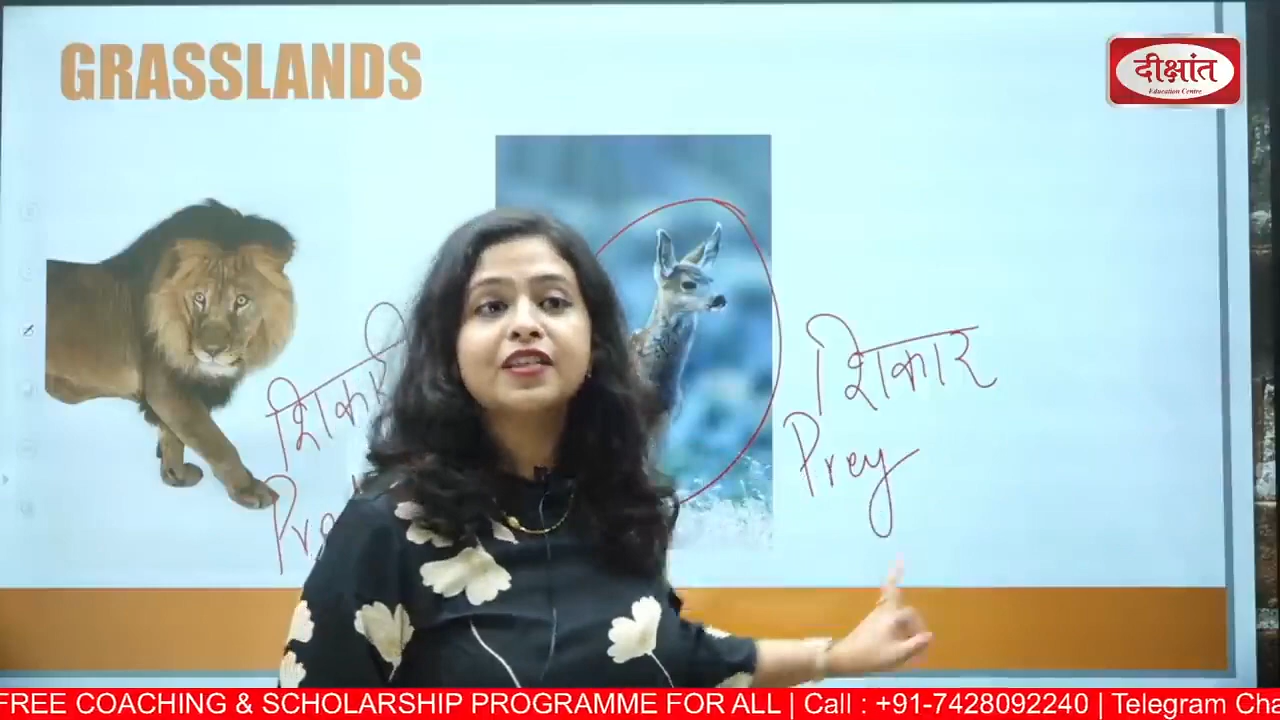 GRASSLANDS
दीक्षांत
Education Centre
शिकार
Prey
FREE COACHING & SCHOLARSHIP PROGRAMME FOR ALL | Call : +91-7428092240 | Telegram Cha